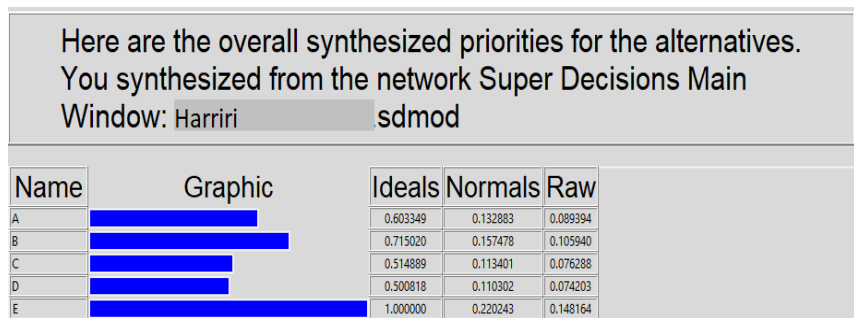 Here are the overall synthesized priorities for the alternatives.
You synthesized from the network Super Decisions Main
Window: Harriri .sdmod
Name Graphic Ideals Normals Raw
A 0.603349 0.132883 0.089394
B 0.715020 0.157478 0.105940
C 0.514889 0.113401 0.076288
D 0.500818 0.110302 0.074203
E 1.000000 0.220243 0.148164